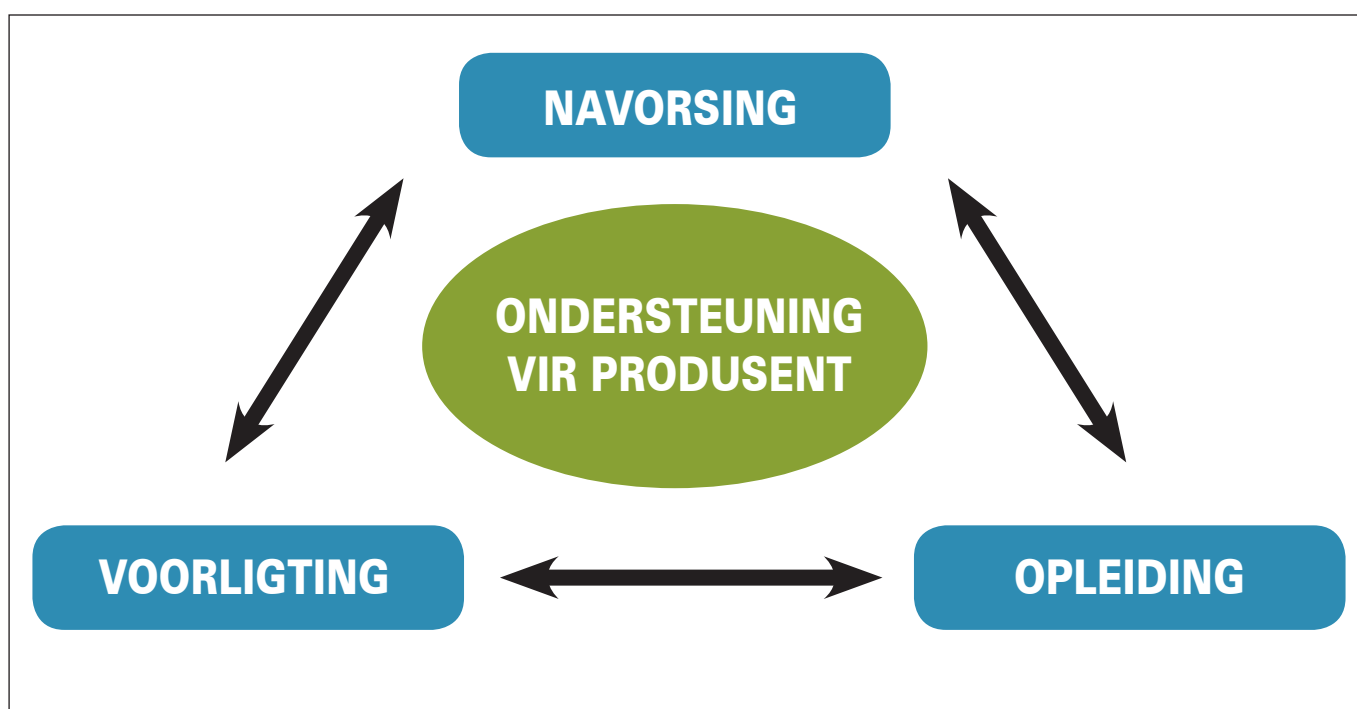 NAVORSING
ONDERSTEUNING
VIR PRODUSENT
VOORLIGTING
OPLEIDING